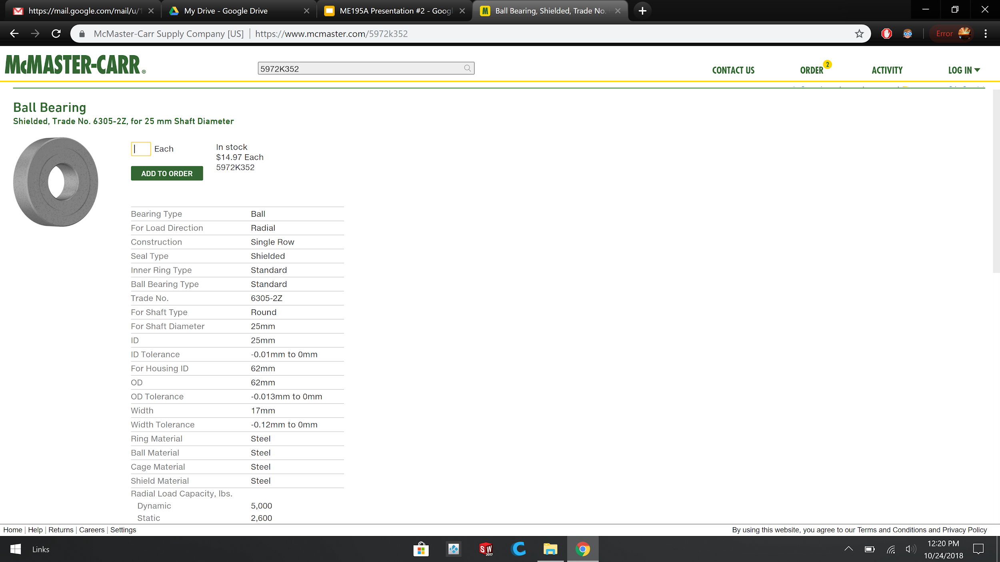 https://mail.google.com/mail/u/1
My Drive - Google Drive
ME195A Presentation #2 - Goog
Ball Bearing, Shielded, Trade No.
McMaster-Carr Supply Company [US] | https://www.mcmaster.com/5972k352
Error
McMASTER-CARR®
5972K352
CONTACT US
ORDER 2
ACTIVITY
LOG IN
Ball Bearing
Shielded, Trade No. 6305-2Z, for 25 mm Shaft Diameter
Each
In stock
$14.97 Each
5972K352
ADD TO ORDER
Bearing Type Ball
For Load Direction Radial
Construction Single Row
Seal Type Shielded
Inner Ring Type Standard
Ball Bearing Type Standard
Trade No. 6305-2Z
For Shaft Type Round
For Shaft Diameter 25mm
ID 25mm
ID Tolerance -0.01mm to 0mm
For Housing ID 62mm
OD 62mm
OD Tolerance -0.013mm to 0mm
Width 17mm
Width Tolerance -0.12mm to 0mm
Ring Material Steel
Ball Material Steel
Cage Material Steel
Shield Material Steel
Radial Load Capacity, lbs.
Dynamic 5,000
Static 2,600
Home | Help | Returns | Careers | Settings
By using this website, you agree to our Terms and Conditions and Privacy Policy
Links
SW 2017
12:20 PM
10/24/2018